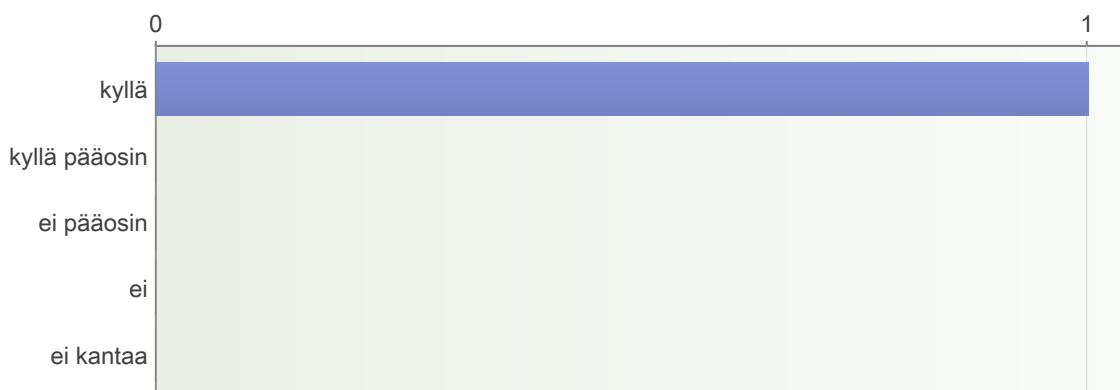 0 1
kyllä
kyllä pääosin
ei pääosin
ei
ei kantaa